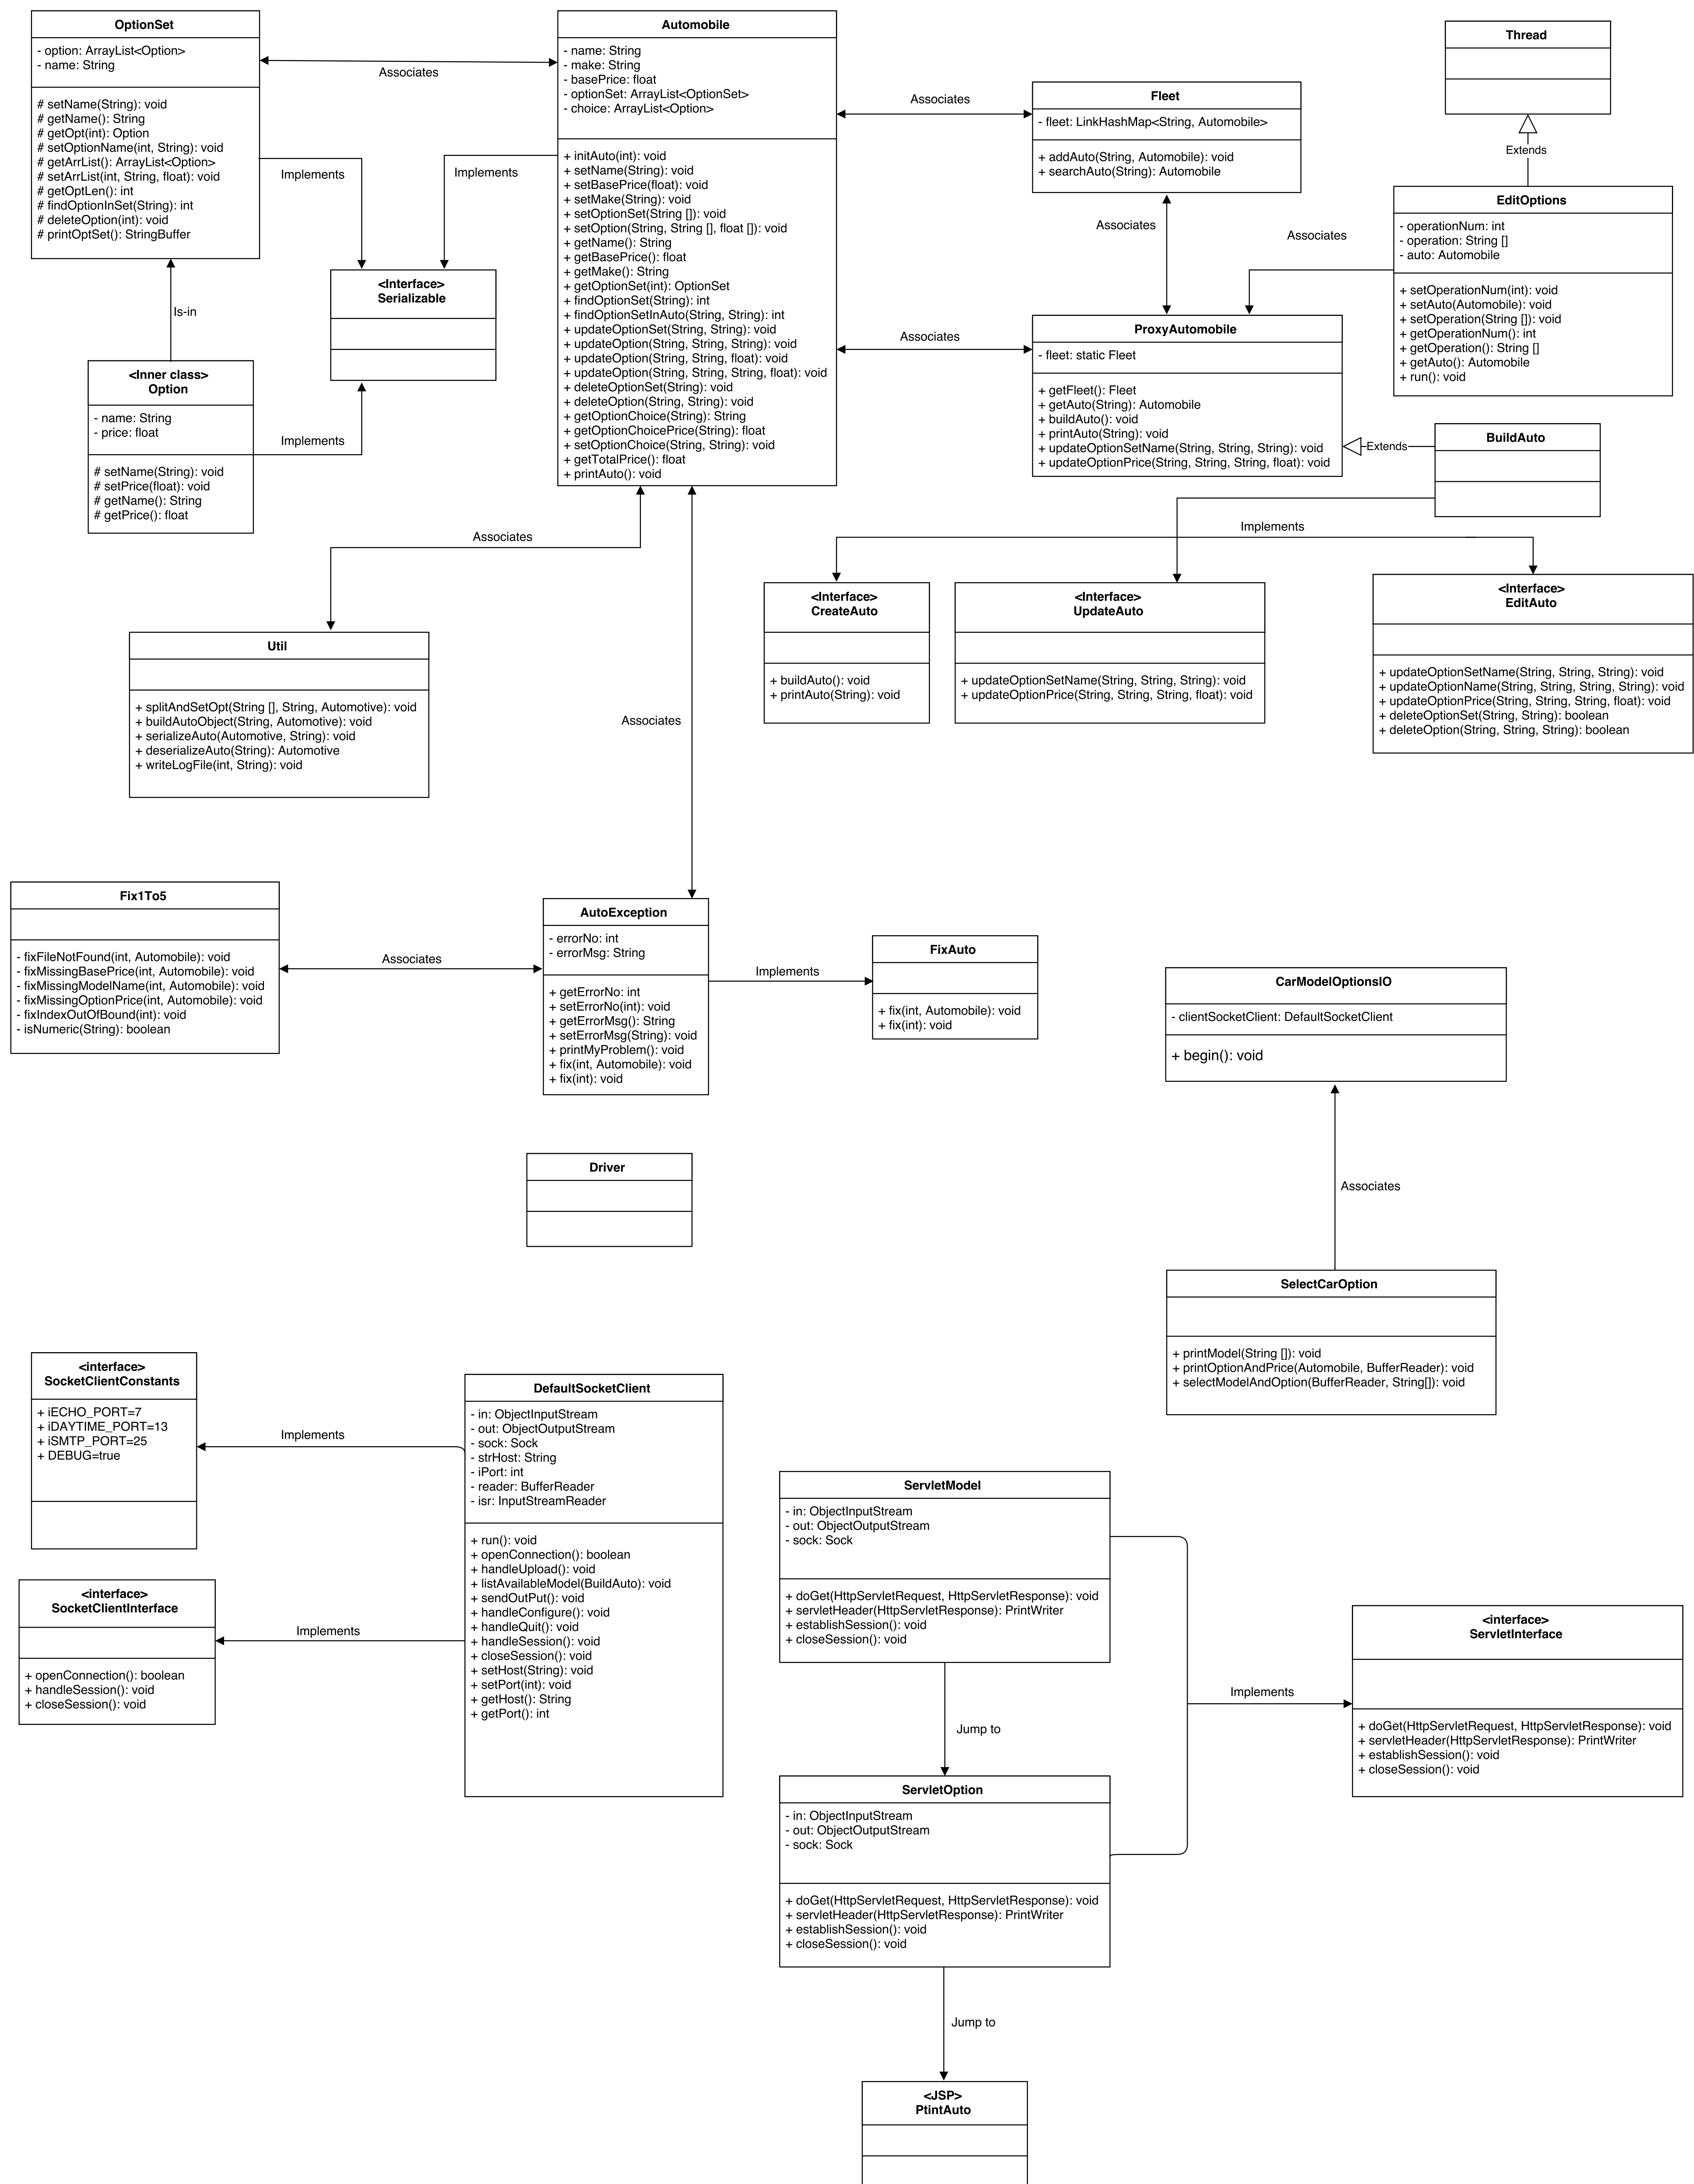 OptionSet
- option: ArrayList<Option>
- name: String
# setName(String): void
# getName(): String
# getOpt(int): Option
# setOptionName(int, String): void
# getArrList(): ArrayList<Option>
# setArrList(int, String, float): void
# getOptLen(): int
# findOptionInSet(String): int
# deleteOption(int): void
# printOptSet(): StringBuffer
Associates
Automobile
- name: String
- make: String
- basePrice: float
- optionSet: ArrayList<OptionSet>
- choice: ArrayList<Option>
+ initAuto(int): void
+ setName(String): void
+ setBasePrice(float): void
+ setMake(String): void
+ setOptionSet(String []): void
+ setOption(String, String [], float []): void
+ getName(): String
+ getBasePrice(): float
+ getMake(): String
+ getOptionSet(int): OptionSet
+ findOptionSet(String): int
+ findOptionSetInAuto(String, String): int
+ updateOptionSet(String, String): void
+ updateOption(String, String, String): void
+ updateOption(String, String, float): void
+ updateOption(String, String, String, float): void
+ deleteOptionSet(String): void
+ deleteOption(String, String): void
+ getOptionChoice(String): String
+ getOptionChoicePrice(String): float
+ setOptionChoice(String, String): void
+ getTotalPrice(): float
+ printAuto(): void
Associates
Fleet
- fleet: LinkHashMap<String, Automobile>
+ addAuto(String, Automobile): void
+ searchAuto(String): Automobile
Thread
Extends
EditOptions
- operationNum: int
- operation: String []
- auto: Automobile
+ setOperationNum(int): void
+ setAuto(Automobile): void
+ setOperation(String []): void
+ getOperationNum(): int
+ getOperation(): String []
+ getAuto(): Automobile
+ run(): void
Associates
Associates
Implements
Implements
<Interface>
Serializable
Is-in
<Inner class>
Option
- name: String
- price: float
# setName(String): void
# setPrice(float): void
# getName(): String
# getPrice(): float
Implements
Associates
ProxyAutomobile
- fleet: static Fleet
+ getFleet(): Fleet
+ getAuto(String): Automobile
+ buildAuto(): void
+ printAuto(String): void
+ updateOptionSetName(String, String, String): void
+ updateOptionPrice(String, String, String, float): void
Extends
BuildAuto
Implements
Associates
<Interface>
CreateAuto
+ buildAuto(): void
+ printAuto(String): void
<Interface>
UpdateAuto
+ updateOptionSetName(String, String, String): void
+ updateOptionPrice(String, String, String, float): void
<Interface>
EditAuto
+ updateOptionSetName(String, String, String): void
+ updateOptionName(String, String, String, String): void
+ updateOptionPrice(String, String, String, float): void
+ deleteOptionSet(String, String): boolean
+ deleteOption(String, String, String): boolean
Util
+ splitAndSetOpt(String [], String, Automotive): void
+ buildAutoObject(String, Automotive): void
+ serializeAuto(Automotive, String): void
+ deserializeAuto(String): Automotive
+ writeLogFile(int, String): void
Associates
Fix1To5
- fixFileNotFound(int, Automobile): void
- fixMissingBasePrice(int, Automobile): void
- fixMissingModelName(int, Automobile): void
- fixMissingOptionPrice(int, Automobile): void
- fixIndexOutOfBound(int): void
- isNumeric(String): boolean
Associates
AutoException
- errorNo: int
- errorMsg: String
+ getErrorNo: int
+ setErrorNo(int): void
+ getErrorMsg(): String
+ setErrorMsg(String): void
+ printMyProblem(): void
+ fix(int, Automobile): void
+ fix(int): void
Implements
FixAuto
+ fix(int, Automobile): void
+ fix(int): void
CarModelOptionsIO
- clientSocketClient: DefaultSocketClient
+ begin(): void
Driver
Associates
SelectCarOption
+ printModel(String []): void
+ printOptionAndPrice(Automobile, BufferReader): void
+ selectModelAndOption(BufferReader, String[]): void
<interface>
SocketClientConstants
+ iECHO_PORT=7
+ iDAYTIME_PORT=13
+ iSMTP_PORT=25
+ DEBUG=true
Implements
DefaultSocketClient
- in: ObjectInputStream
- out: ObjectOutputStream
- sock: Sock
- strHost: String
- iPort: int
- reader: BufferReader
- isr: InputStreamReader
+ run(): void
+ openConnection(): boolean
+ handleUpload(): void
+ listAvailableModel(BuildAuto): void
+ sendOutPut(): void
+ handleConfigure(): void
+ handleQuit(): void
+ handleSession(): void
+ closeSession(): void
+ setHost(String): void
+ setPort(int): void
+ getHost(): String
+ getPort(): int
<interface>
SocketClientInterface
+ openConnection(): boolean
+ handleSession(): void
+ closeSession(): void
Implements
ServletModel
- in: ObjectInputStream
- out: ObjectOutputStream
- sock: Sock
+ doGet(HttpServletRequest, HttpServletResponse): void
+ servletHeader(HttpServletResponse): PrintWriter
+ establishSession(): void
+ closeSession(): void
Implements
<interface>
ServletInterface
+ doGet(HttpServletRequest, HttpServletResponse): void
+ servletHeader(HttpServletResponse): PrintWriter
+ establishSession(): void
+ closeSession(): void
Jump to
ServletOption
- in: ObjectInputStream
- out: ObjectOutputStream
- sock: Sock
+ doGet(HttpServletRequest, HttpServletResponse): void
+ servletHeader(HttpServletResponse): PrintWriter
+ establishSession(): void
+ closeSession(): void
Jump to
<JSP>
PtintAuto